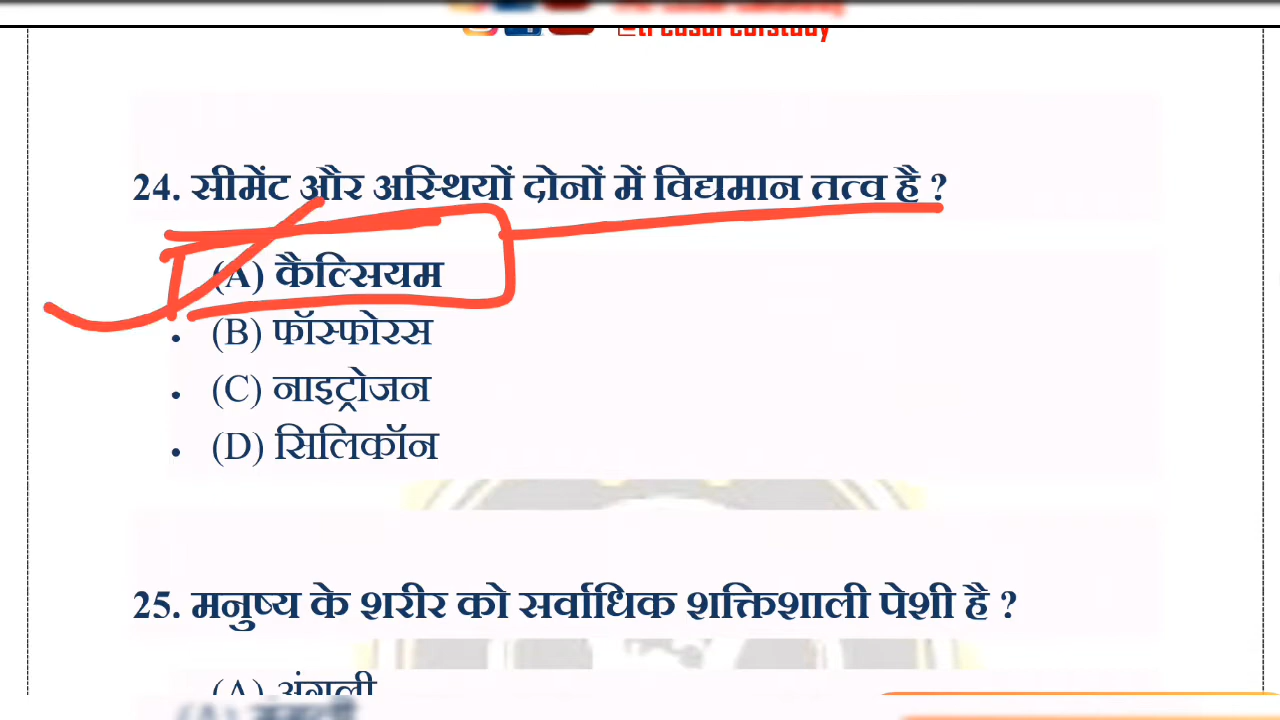 24. सीमेंट और अस्थियों दोनों में विद्यमान तत्व है ?
(A) कैल्सियम
• (B) फॉस्फोरस
• (C) नाइट्रोजन
• (D) सिलिकॉन
25. मनुष्य के शरीर को सर्वाधिक शक्तिशाली पेशी है ?
(A) अंगुली